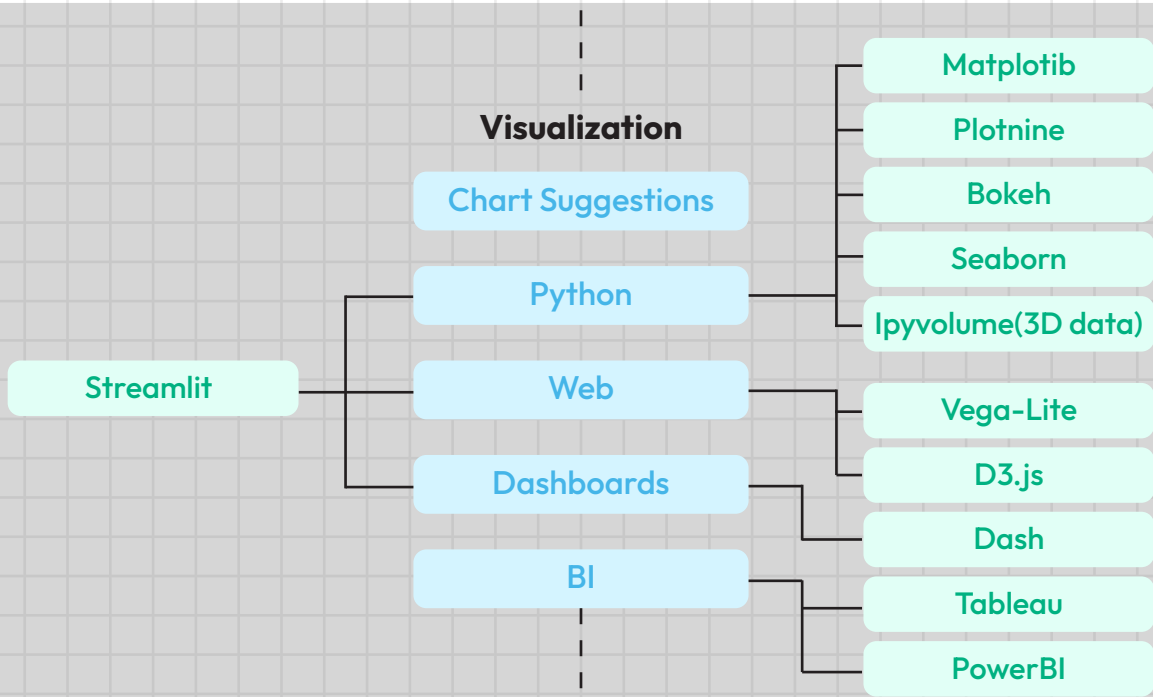 Visualization
Chart Suggestions
Python
Web
Dashboards
BI
Streamlit
Matplotib
Plotnine
Bokeh
Seaborn
Ipyvolume(3D data)
Vega-Lite
D3.js
Dash
Tableau
PowerBI